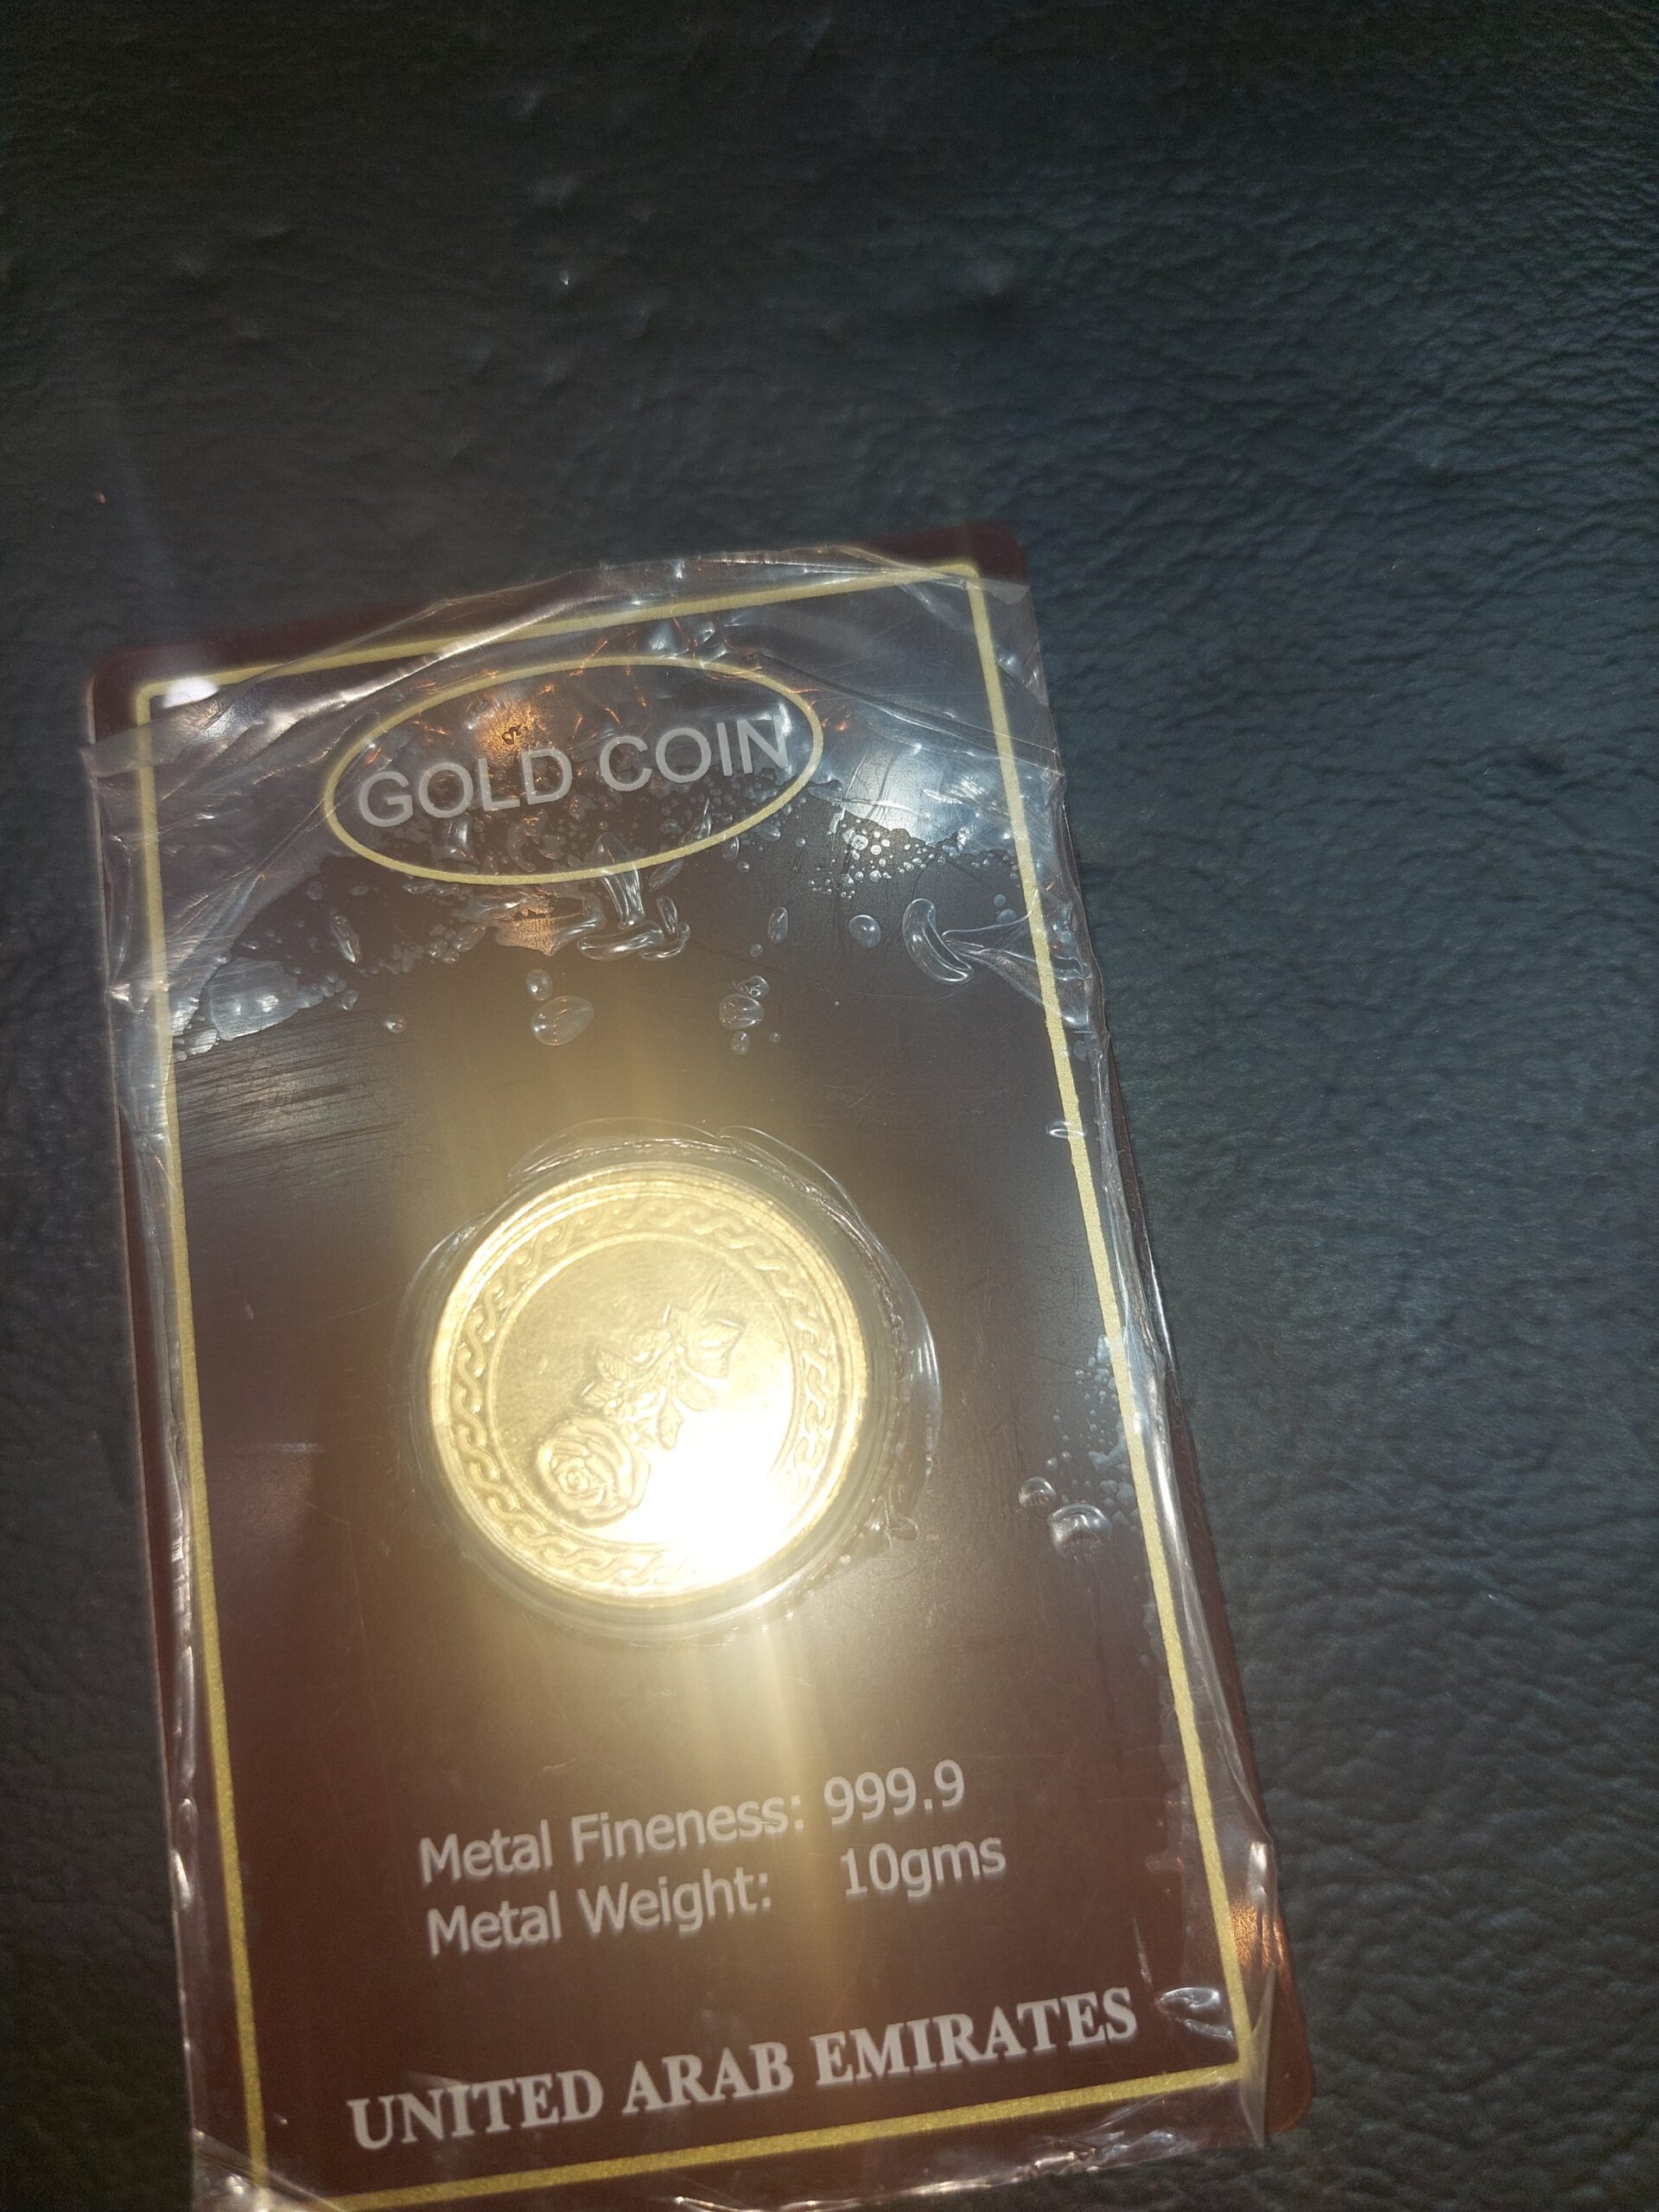 GOLD COIN
Metal Fineness: 999.9
Metal Weight: 10gms
UNITED ARAB EMIRATES